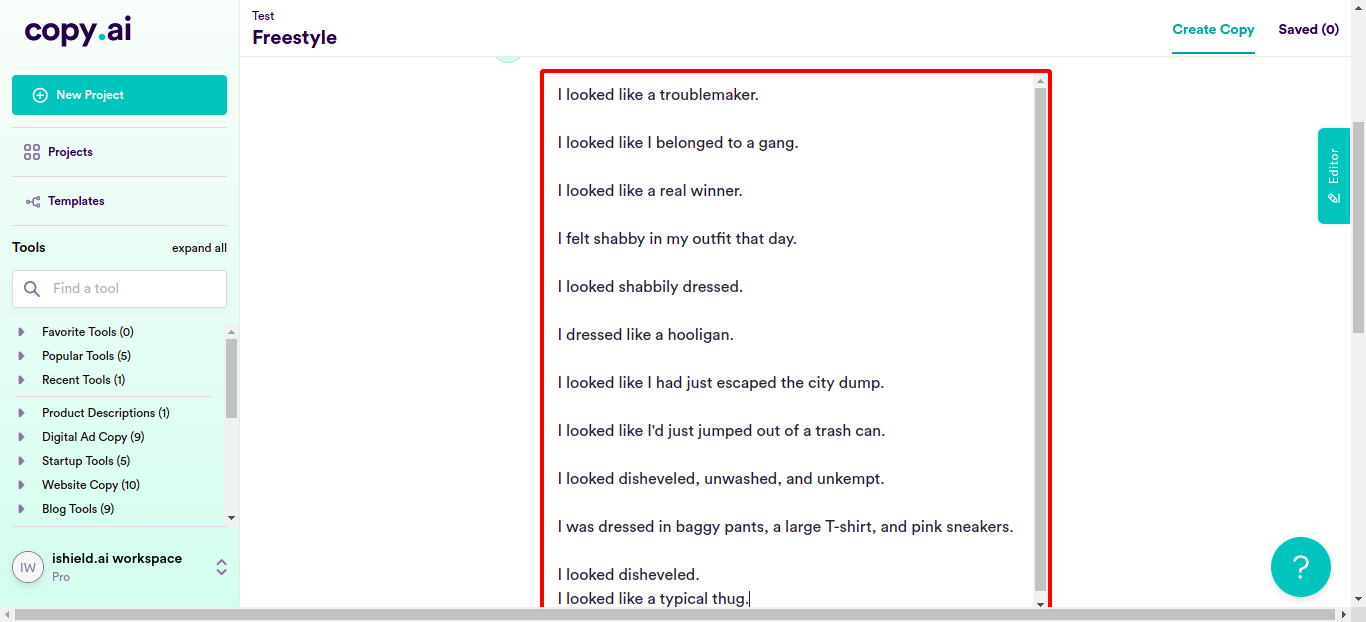 copy.ai
New Project
Projects
Templates
Tools
expand all
Find a tool
Favorite Tools (0)
Popular Tools (5)
Recent Tools (1)
Product Descriptions (1)
Digital Ad Copy (9)
Startup Tools (5)
Website Copy (10)
Blog Tools (9)
IW
ishield.ai workspace
Pro
Test
Freestyle
Create Copy
Saved (0)
I looked like a troublemaker.
I looked like I belonged to a gang.
I looked like a real winner.
I felt shabby in my outfit that day.
I looked shabbily dressed.
I dressed like a hooligan.
I looked like I had just escaped the city dump.
I looked like I'd just jumped out of a trash can.
I looked disheveled, unwashed, and unkempt.
I was dressed in baggy pants, a large T-shirt, and pink sneakers.
I looked disheveled.
I looked like a typical thug.
Editor
?